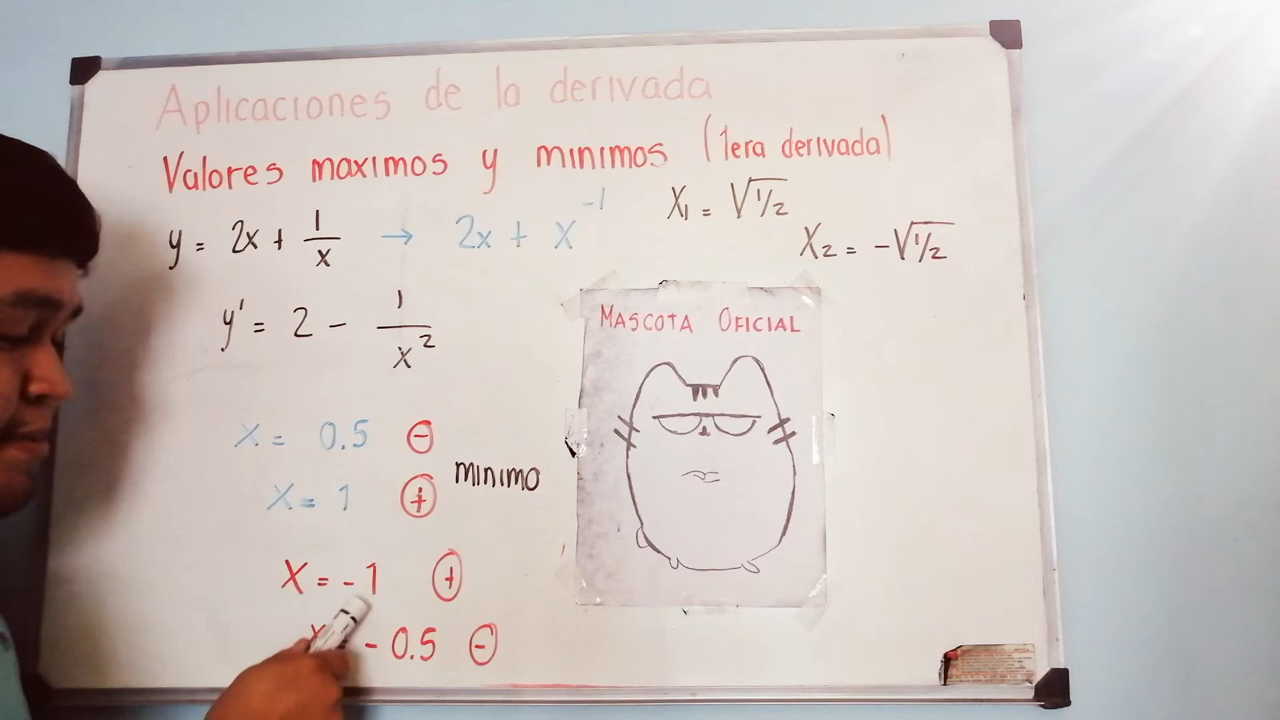 Aplicaciones de la derivada
Valores maximos y minimos (1era derivada)
y = 2x + 1/x → 2x + x⁻¹
X₁ = √1/2
X₂ = -√1/2
y' = 2 - 1/x²
MASCOTA OFICIAL
x = 0.5 ⊖
x = 1 ⊕
minimo
x = -1 ⊕
x = -0.5 ⊖